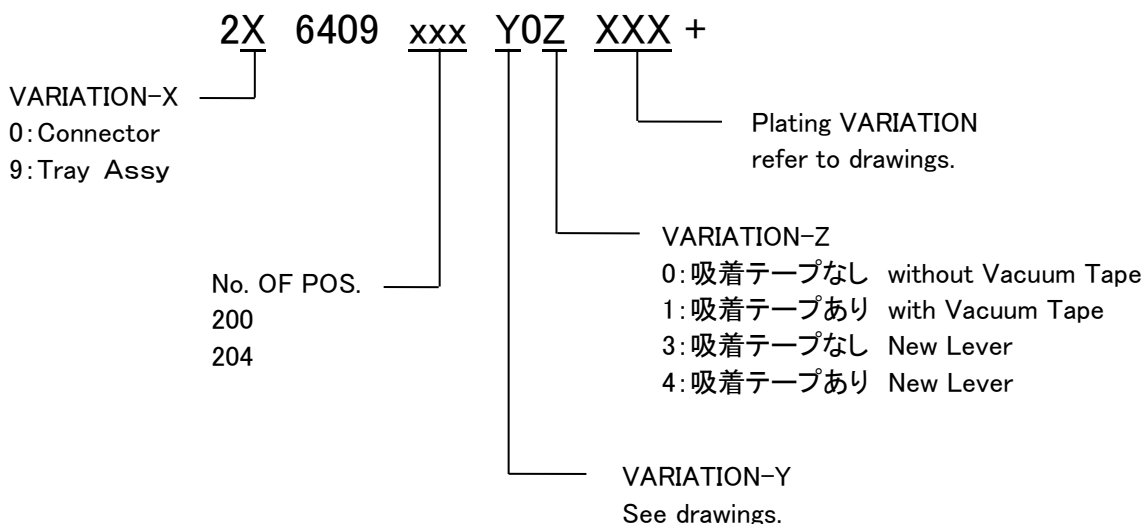 2X 6409 xxx Y0Z XXX +
VARIATION-X
0:Connector
9:Tray Assy
Plating VARIATION
refer to drawings.
VARIATION-Z
0:吸着テープなし without Vacuum Tape
1:吸着テープあり with Vacuum Tape
3:吸着テープなし New Lever
4:吸着テープあり New Lever
No. OF POS.
200
204
VARIATION-Y
See drawings.